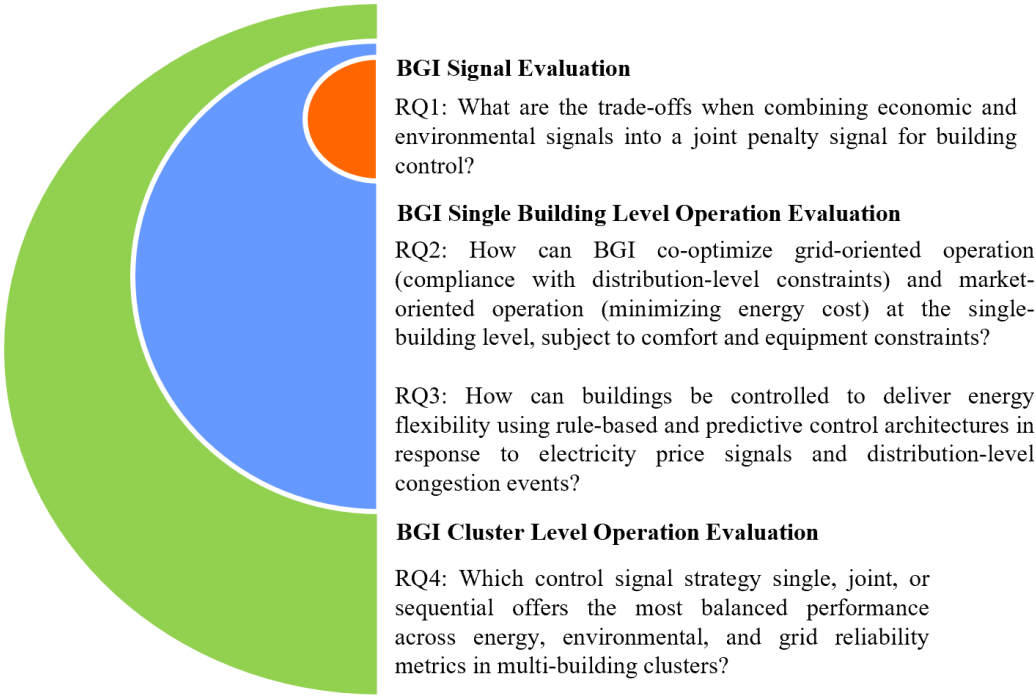 BGI Signal Evaluation
RQ1: What are the trade-offs when combining economic and
environmental signals into a joint penalty signal for building
control?
BGI Single Building Level Operation Evaluation
RQ2: How can BGI co-optimize grid-oriented operation
(compliance with distribution-level constraints) and market-
oriented operation (minimizing energy cost) at the single-
building level, subject to comfort and equipment constraints?
RQ3: How can buildings be controlled to deliver energy
flexibility using rule-based and predictive control architectures in
response to electricity price signals and distribution-level
congestion events?
BGI Cluster Level Operation Evaluation
RQ4: Which control signal strategy single, joint, or
sequential offers the most balanced performance
across energy, environmental, and grid reliability
metrics in multi-building clusters?